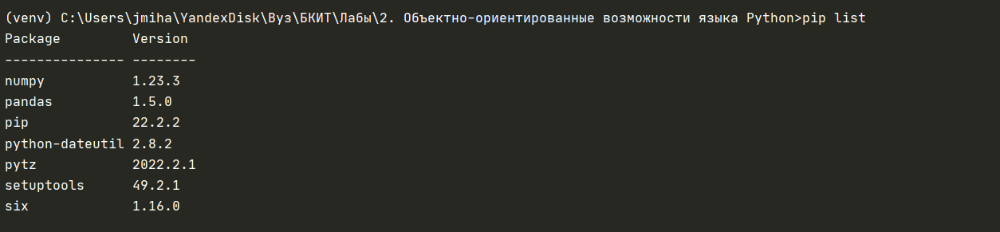 (venv) C:\Users\jmiha\YandexDisk\Вуз\БКИТ\Лабы\2. Объектно-ориентированные возможности языка Python>pip list
Package         Version
--------------- --------
numpy           1.23.3
pandas          1.5.0
pip             22.2.2
python-dateutil 2.8.2
pytz            2022.2.1
setuptools      49.2.1
six             1.16.0